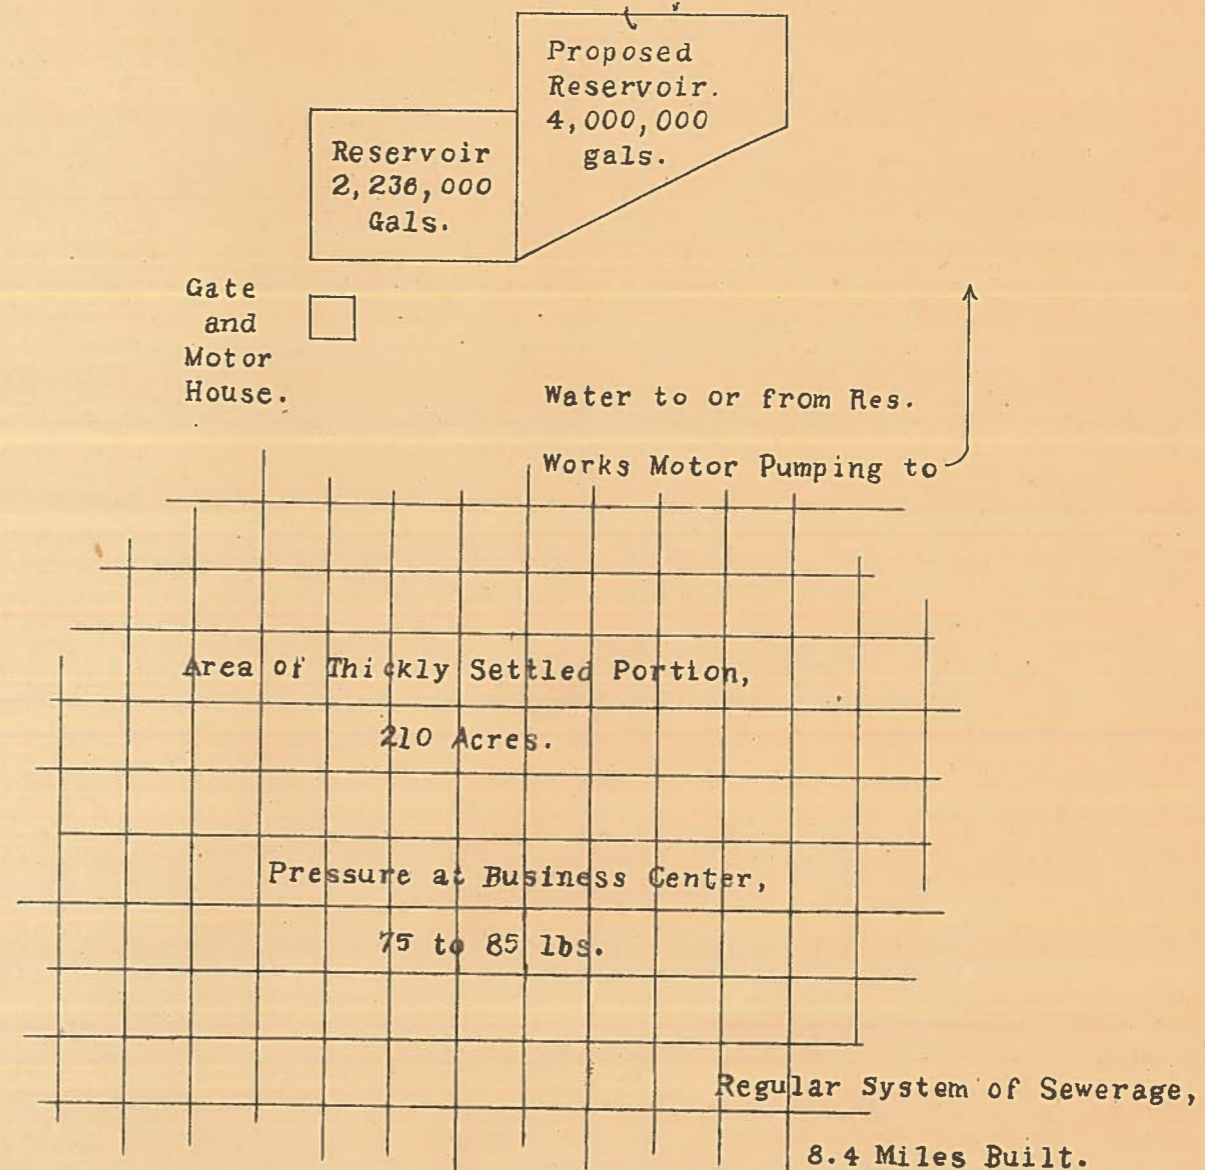 Proposed
Reservoir.
4,000,000
gals.
Reservoir
2,236,000
Gals.
Gate
and
Motor
House.
Water to or from Res.
Works Motor Pumping to
Area of Thickly Settled Portion,
210 Acres.
Pressure at Business Center,
75 to 85 lbs.
Regular System of Sewerage,
8.4 Miles Built.